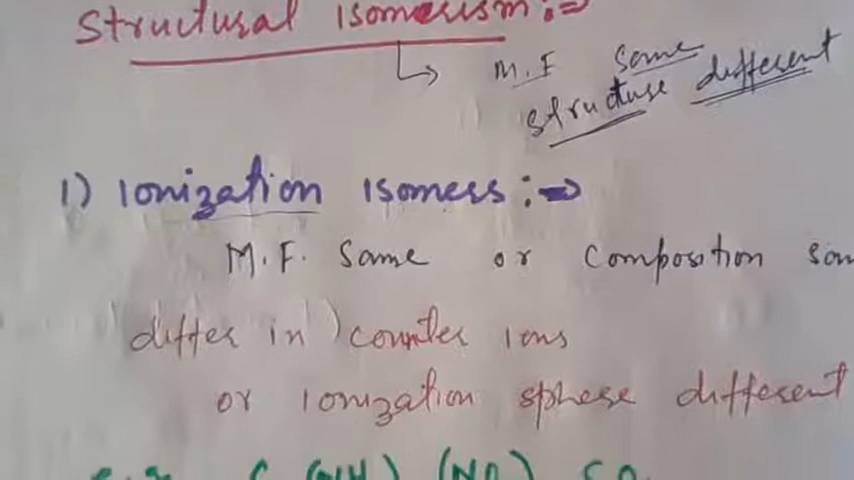 Structural Isomerism :⇒
↳ M.F Same
Structure different
1) Ionization Isomers :⇒
M.F. Same or Composition
differ in counter ions
or Ionization sphere different